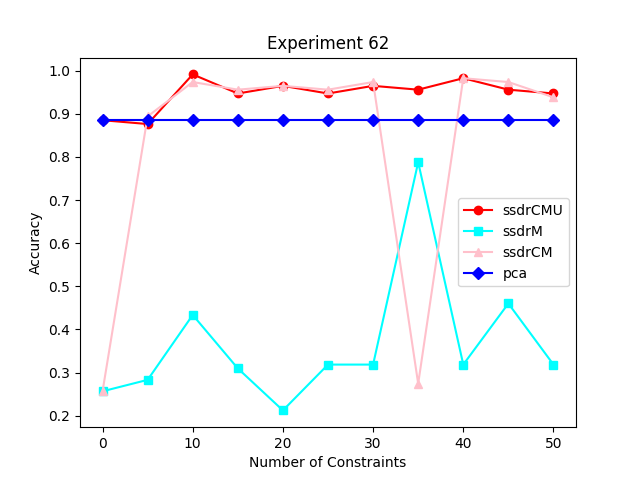 Experiment 62
1.0
0.9
0.8
0.7
0.6
0.5
0.4
0.3
0.2
Accuracy
ssdrCMU
ssdrM
ssdrCM
pca
0 10 20 30 40 50
Number of Constraints